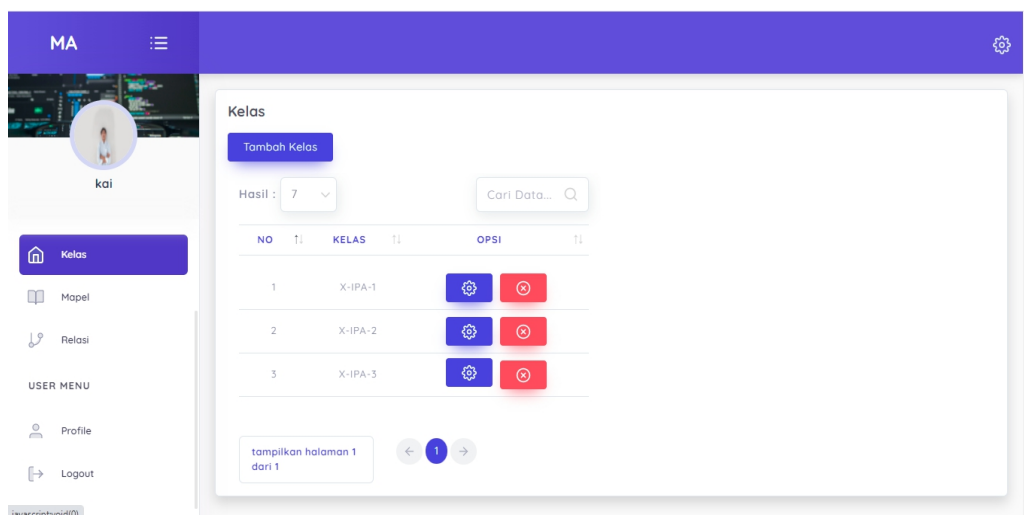 MA
kai
Kelas
Mapel
Relasi
USER MENU
Profile
Logout
Kelas
Tambah Kelas
Hasil : 7
Cari Data...
NO KELAS OPSI
1 X-IPA-1
2 X-IPA-2
3 X-IPA-3
tampilkan halaman 1
dari 1
1